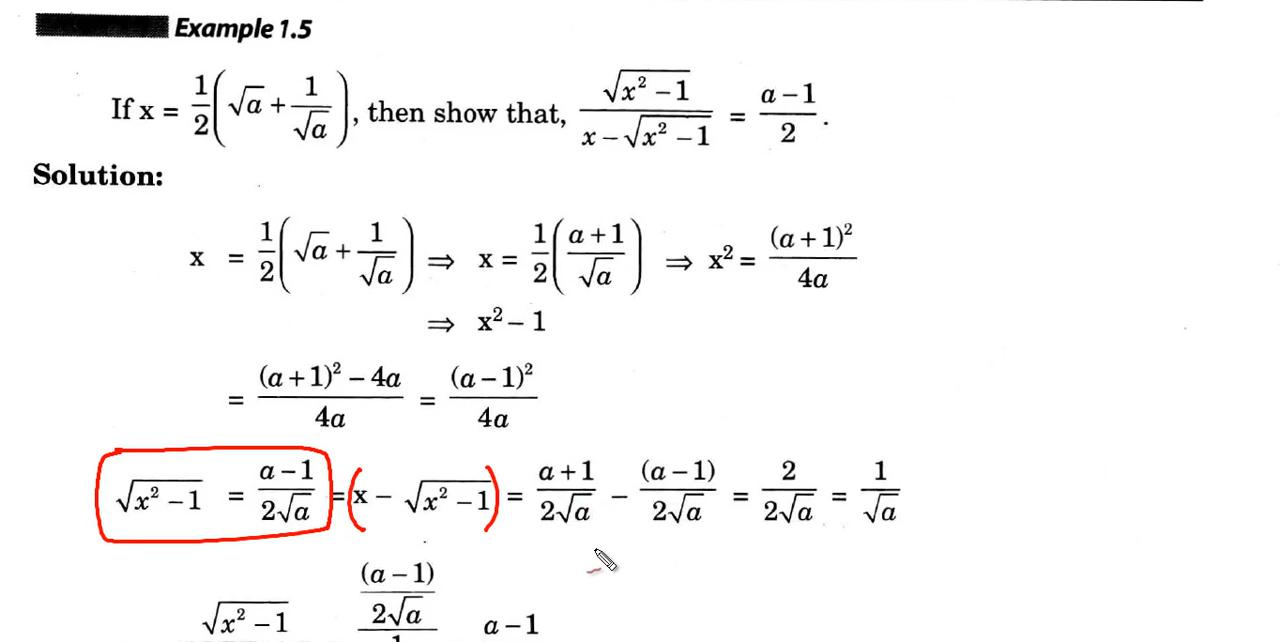 Example 1.5
If x = 1/2(√a + 1/√a), then show that, √(x² – 1)/(x – √(x² – 1)) = (a – 1)/2.
Solution:
x = 1/2(√a + 1/√a) ⇒ x = 1/2((a + 1)/√a) ⇒ x² = (a + 1)²/4a
⇒ x² – 1
= ((a + 1)² – 4a)/4a = (a – 1)²/4a
√(x² – 1) = (a – 1)/2√a = (x – √(x² – 1)) = (a + 1)/2√a – (a – 1)/2√a = 2/2√a = 1/√a
√(x² – 1) (a – 1)/2√a a – 1